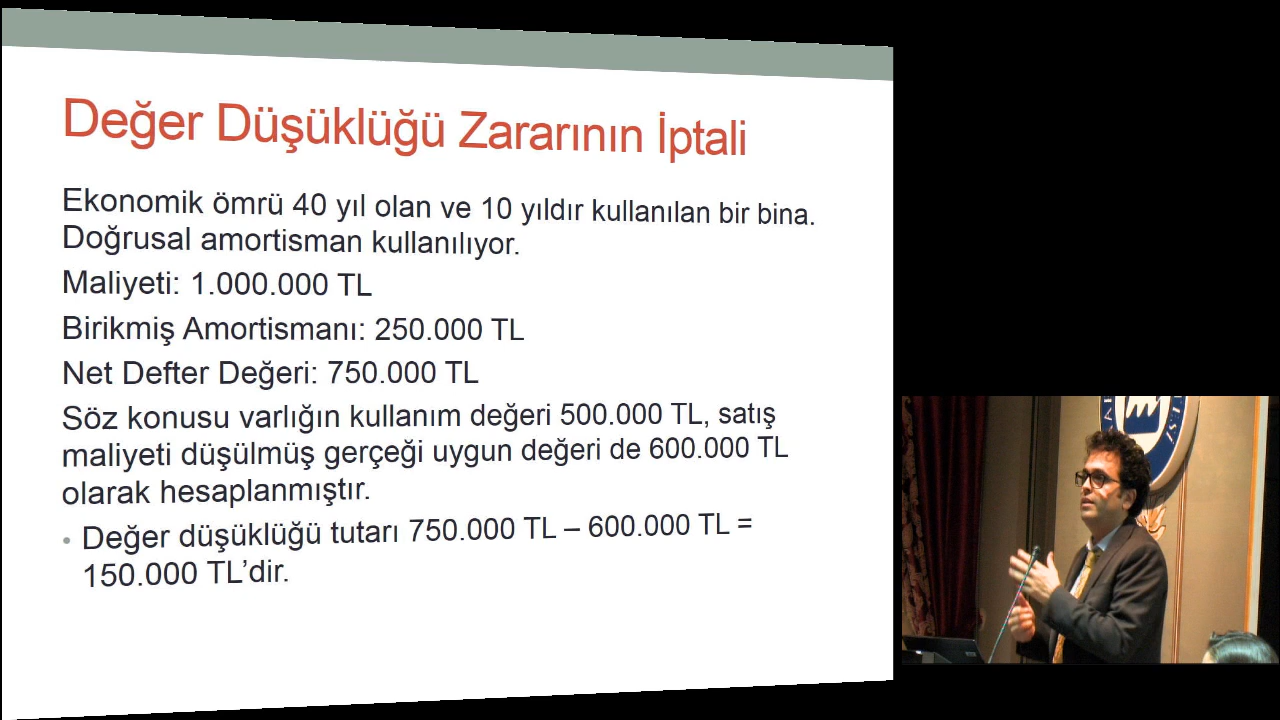 Değer Düşüklüğü Zararının İptali
Ekonomik ömrü 40 yıl olan ve 10 yıldır kullanılan bir bina.
Doğrusal amortisman kullanılıyor.
Maliyeti: 1.000.000 TL
Birikmiş Amortismanı: 250.000 TL
Net Defter Değeri: 750.000 TL
Söz konusu varlığın kullanım değeri 500.000 TL, satış
maliyeti düşülmüş gerçeği uygun değeri de 600.000 TL
olarak hesaplanmıştır.
• Değer düşüklüğü tutarı 750.000 TL – 600.000 TL =
150.000 TL’dir.